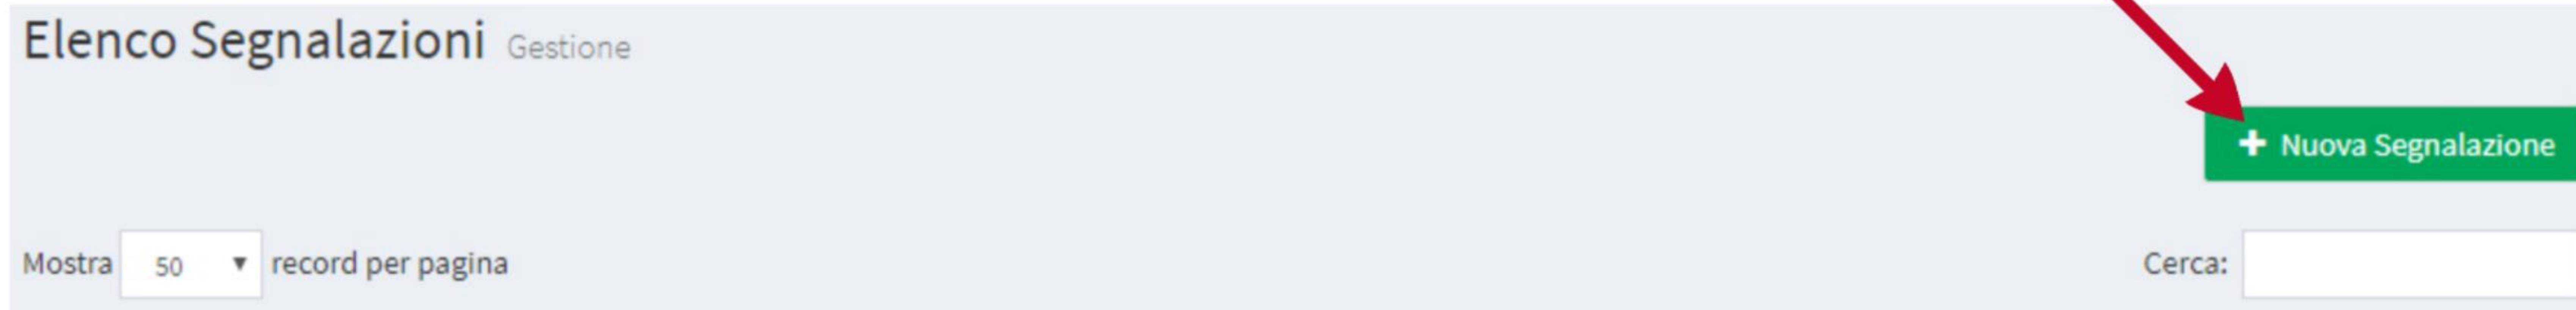 Elenco Segnalazioni Gestione
+ Nuova Segnalazione
Mostra 50 record per pagina
Cerca: